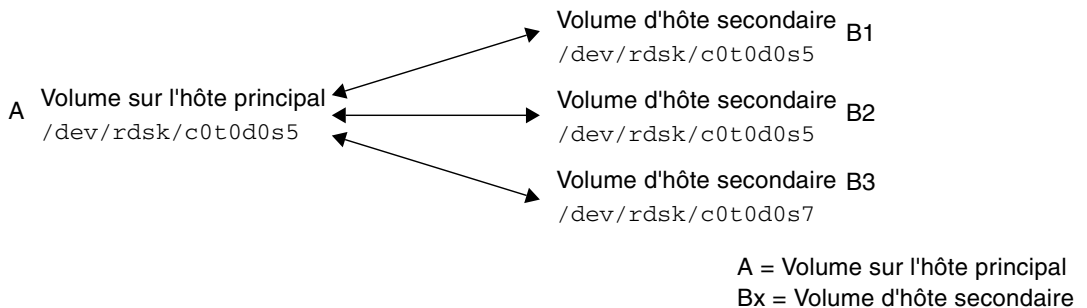 Volume d'hôte secondaire B1
/dev/rdsk/c0t0d0s5
A Volume sur l'hôte principal
/dev/rdsk/c0t0d0s5
Volume d'hôte secondaire B2
/dev/rdsk/c0t0d0s5
Volume d'hôte secondaire B3
/dev/rdsk/c0t0d0s7
A = Volume sur l'hôte principal
Bx = Volume d'hôte secondaire